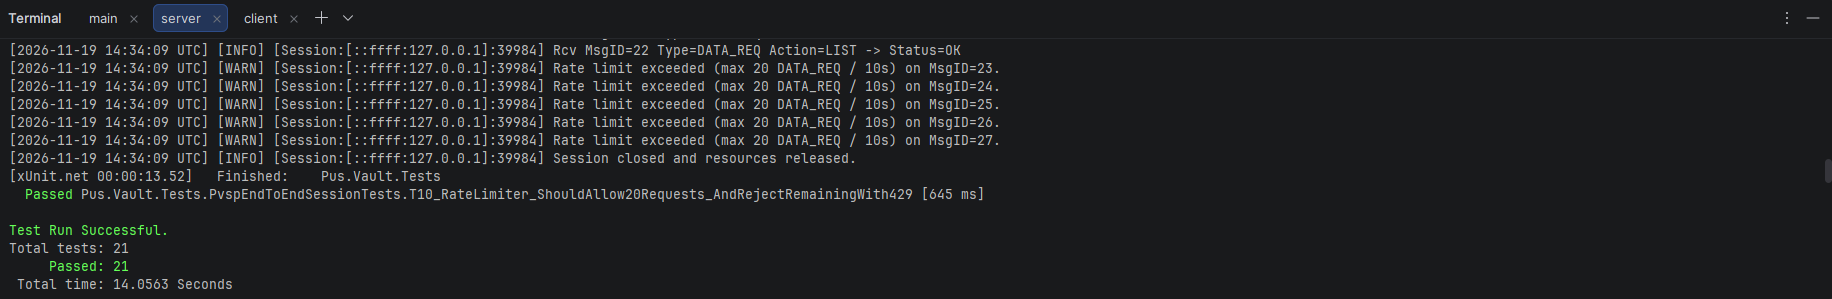 Terminal main × server × client ×
[2026-11-19 14:34:09 UTC] [INFO] [Session:[::ffff:127.0.0.1]:39984] Rcv MsgID=22 Type=DATA_REQ Action=LIST -> Status=OK
[2026-11-19 14:34:09 UTC] [WARN] [Session:[::ffff:127.0.0.1]:39984] Rate limit exceeded (max 20 DATA_REQ / 10s) on MsgID=23.
[2026-11-19 14:34:09 UTC] [WARN] [Session:[::ffff:127.0.0.1]:39984] Rate limit exceeded (max 20 DATA_REQ / 10s) on MsgID=24.
[2026-11-19 14:34:09 UTC] [WARN] [Session:[::ffff:127.0.0.1]:39984] Rate limit exceeded (max 20 DATA_REQ / 10s) on MsgID=25.
[2026-11-19 14:34:09 UTC] [WARN] [Session:[::ffff:127.0.0.1]:39984] Rate limit exceeded (max 20 DATA_REQ / 10s) on MsgID=26.
[2026-11-19 14:34:09 UTC] [WARN] [Session:[::ffff:127.0.0.1]:39984] Rate limit exceeded (max 20 DATA_REQ / 10s) on MsgID=27.
[2026-11-19 14:34:09 UTC] [INFO] [Session:[::ffff:127.0.0.1]:39984] Session closed and resources released.
[xUnit.net 00:00:13.52]   Finished:    Pus.Vault.Tests
  Passed Pus.Vault.Tests.PvspEndToEndSessionTests.T10_RateLimiter_ShouldAllow20Requests_AndRejectRemainingWith429 [645 ms]
Test Run Successful.
Total tests: 21
     Passed: 21
 Total time: 14.0563 Seconds